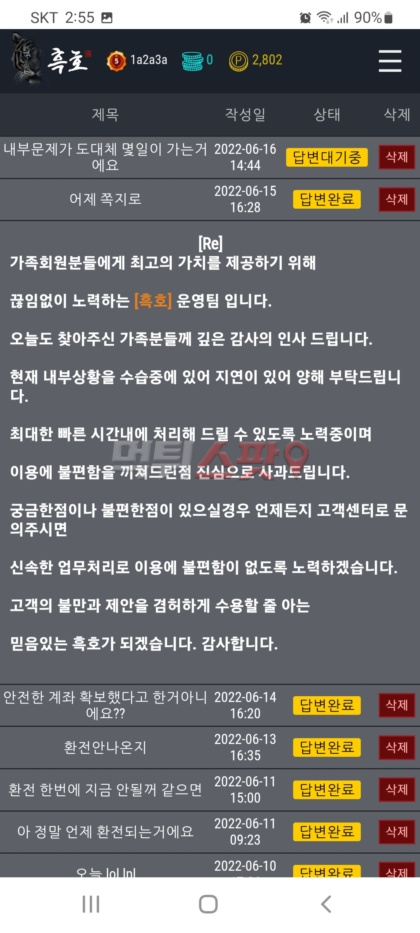 SKT 2:55 90%
흑호 5 1a2a3a 0 P 2,802
제목 작성일 상태 삭제
내부문제가 도대체 몇일이 가는거 2022-06-16 답변대기중 삭제
에요 14:44
어제 쪽지로 2022-06-15 답변완료 삭제
16:28
[Re]
가족회원분들에게 최고의 가치를 제공하기 위해
끊임없이 노력하는 [흑호] 운영팀 입니다.
오늘도 찾아주신 가족분들께 깊은 감사의 인사 드립니다.
현재 내부상황을 수습중에 있어 지연이 있어 양해 부탁드립니
다.
최대한 빠른 시간내에 처리해 드릴 수 있도록 노력중이며
먹튀스팟
이용에 불편함을 끼쳐드린점 진심으로 사과드립니다.
궁금한점이나 불편한점이 있으실경우 언제든지 고객센터로 문
의주시면
신속한 업무처리로 이용에 불편함이 없도록 노력하겠습니다.
고객의 불만과 제안을 겸허하게 수용할 줄 아는
믿음있는 흑호가 되겠습니다. 감사합니다.
안전한 계좌 확보했다고 한거아니 2022-06-14 답변완료 삭제
에요?? 16:20
환전안나온지 2022-06-13 답변완료 삭제
16:35
환전 한번에 지금 안될꺼 같으면 2022-06-11 답변완료 삭제
15:00
아 정말 언제 환전되는거에요 2022-06-11 답변완료 삭제
09:23
오늘 2022-06-10 답변완료 삭제